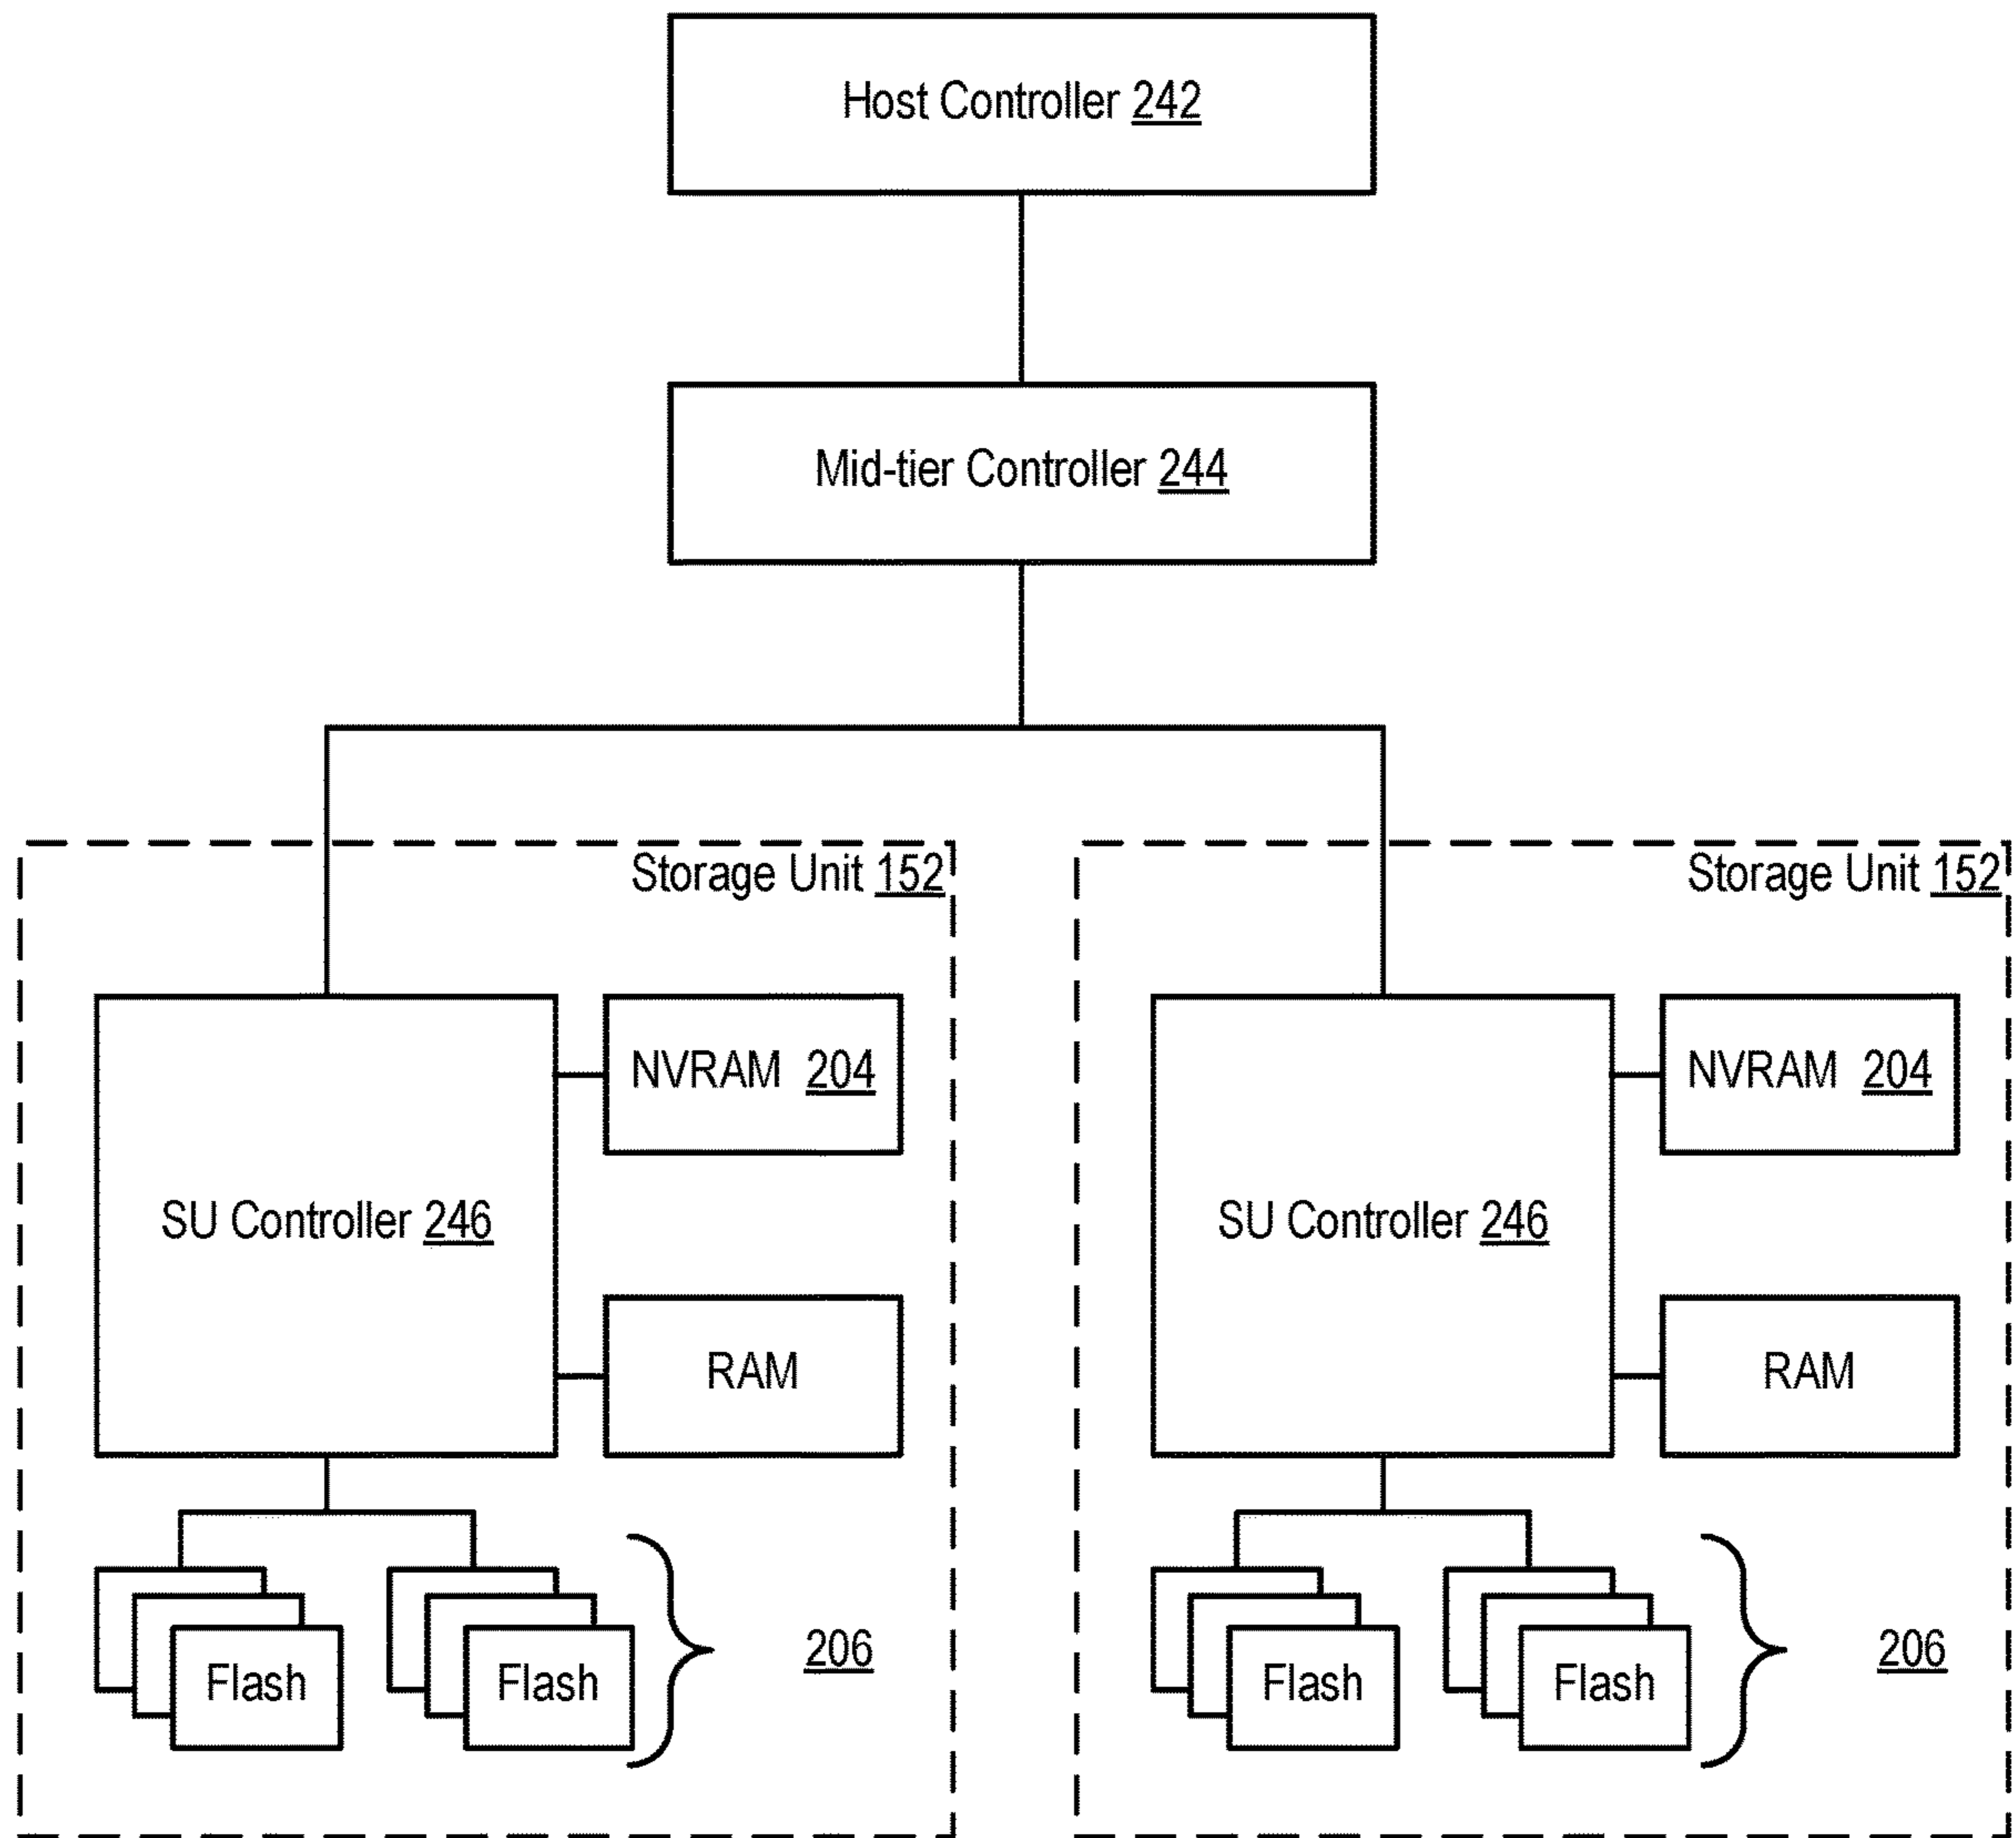 Host Controller 242
Mid-tier Controller 244
Storage Unit 152
SU Controller 246
NVRAM 204
RAM
Flash
Flash
206
Storage Unit 152
SU Controller 246
NVRAM 204
RAM
Flash
Flash
206